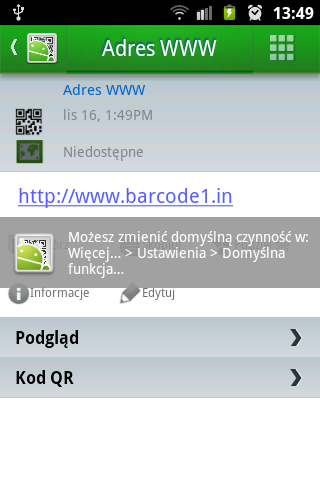 13:49
Adres WWW
Adres WWW
lis 16, 1:49PM
Niedostępne
http://www.barcode1.in
Możesz zmienić domyślną czynność w:
Więcej... > Ustawienia > Domyślna
funkcja...
Informacje
Edytuj
Podgląd
Kod QR